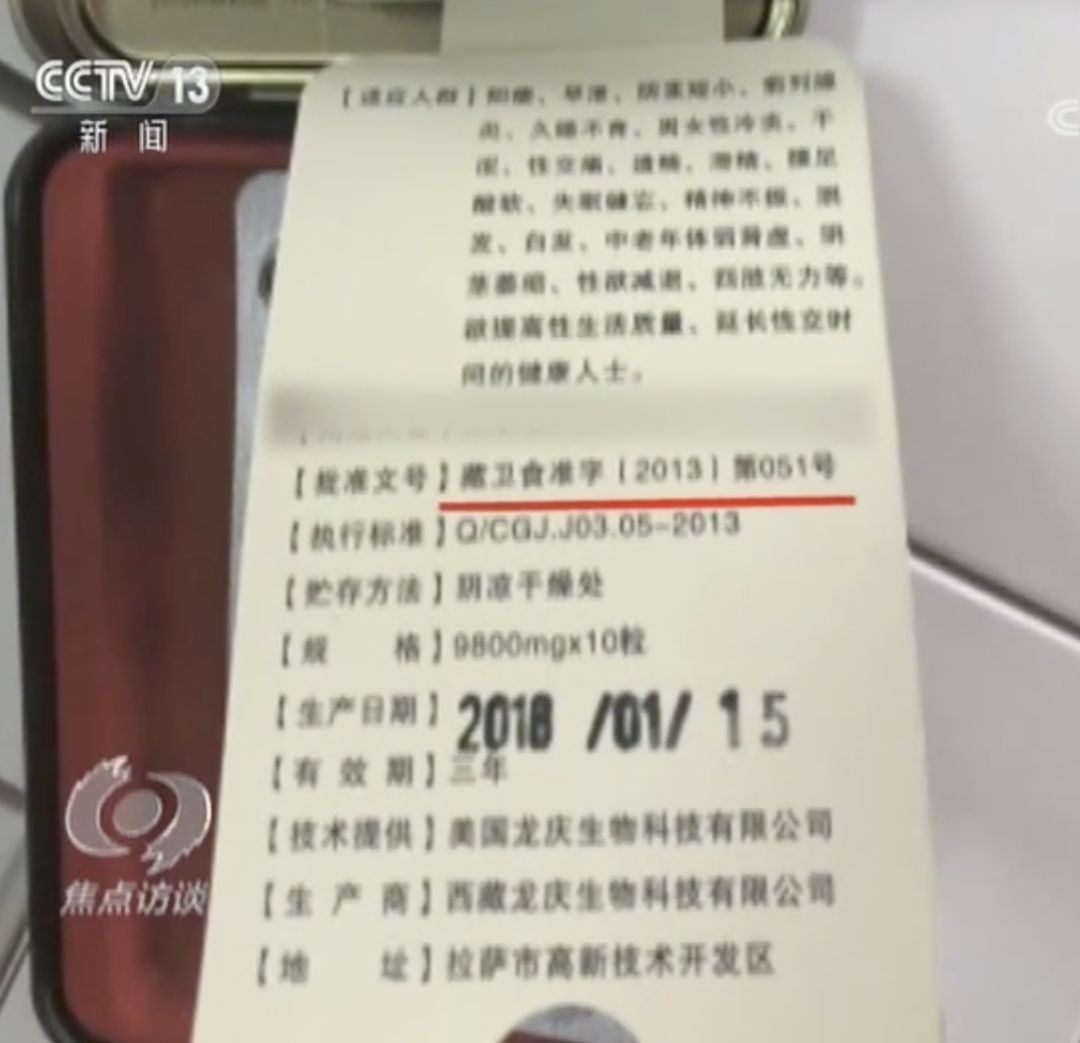 CCTV 13
新闻
【适应人群】阳痿、早泄、阴茎短小、前列腺
炎、久婚不育、男女性冷淡、干
涩、性交痛、遗精、滑精、腰足
酸软、失眠健忘、精神不振、脱
发、白发、中老年体弱肾虚、阴
茎萎缩、性欲减退、四肢无力等。
欲提高性生活质量、延长性交时
间的健康人士。
【批准文号】藏卫食准字(2013)第051号
【执行标准】Q/CGJ.J03.05-2013
【贮存方法】阴凉干燥处
【规 格】9800mgx10粒
【生产日期】2018 /01/ 15
【有 效 期】三年
【技术提供】美国龙庆生物科技有限公司
【生 产 商】西藏龙庆生物科技有限公司
【地 址】拉萨市高新技术开发区
焦点访谈